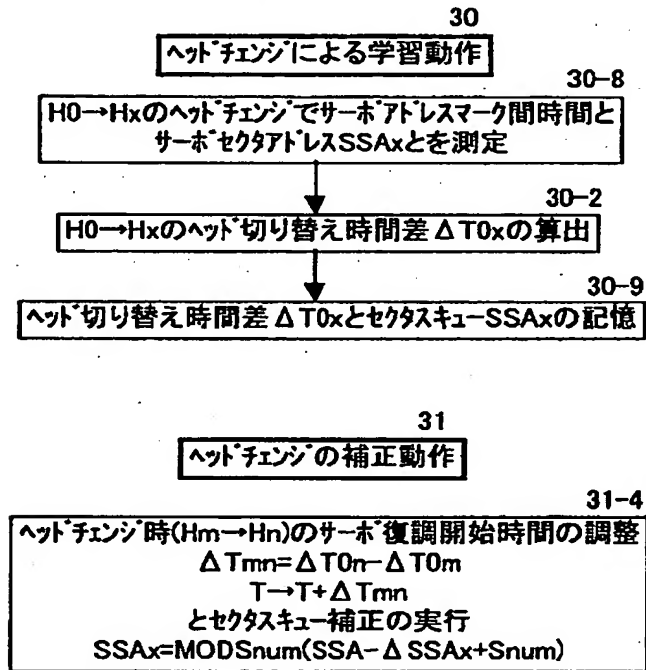 30
ヘッドチェンジによる学習動作
30-8
H0→Hxのヘッドチェンジでサーボアドレスマーク間時間と
サーボセクタアドレスSSAxとを測定
30-2
H0→Hxのヘッド切り替え時間差ΔT0xの算出
30-9
ヘッド切り替え時間差ΔT0xとセクタスキューSSAxの記憶
31
ヘッドチェンジの補正動作
31-4
ヘッドチェンジ時(Hm→Hn)のサーボ復調開始時間の調整
ΔTmn=ΔT0n-ΔT0m
T→T+ΔTmn
とセクタスキュー補正の実行
SSAx=MODSnum(SSA-ΔSSAx+Snum)